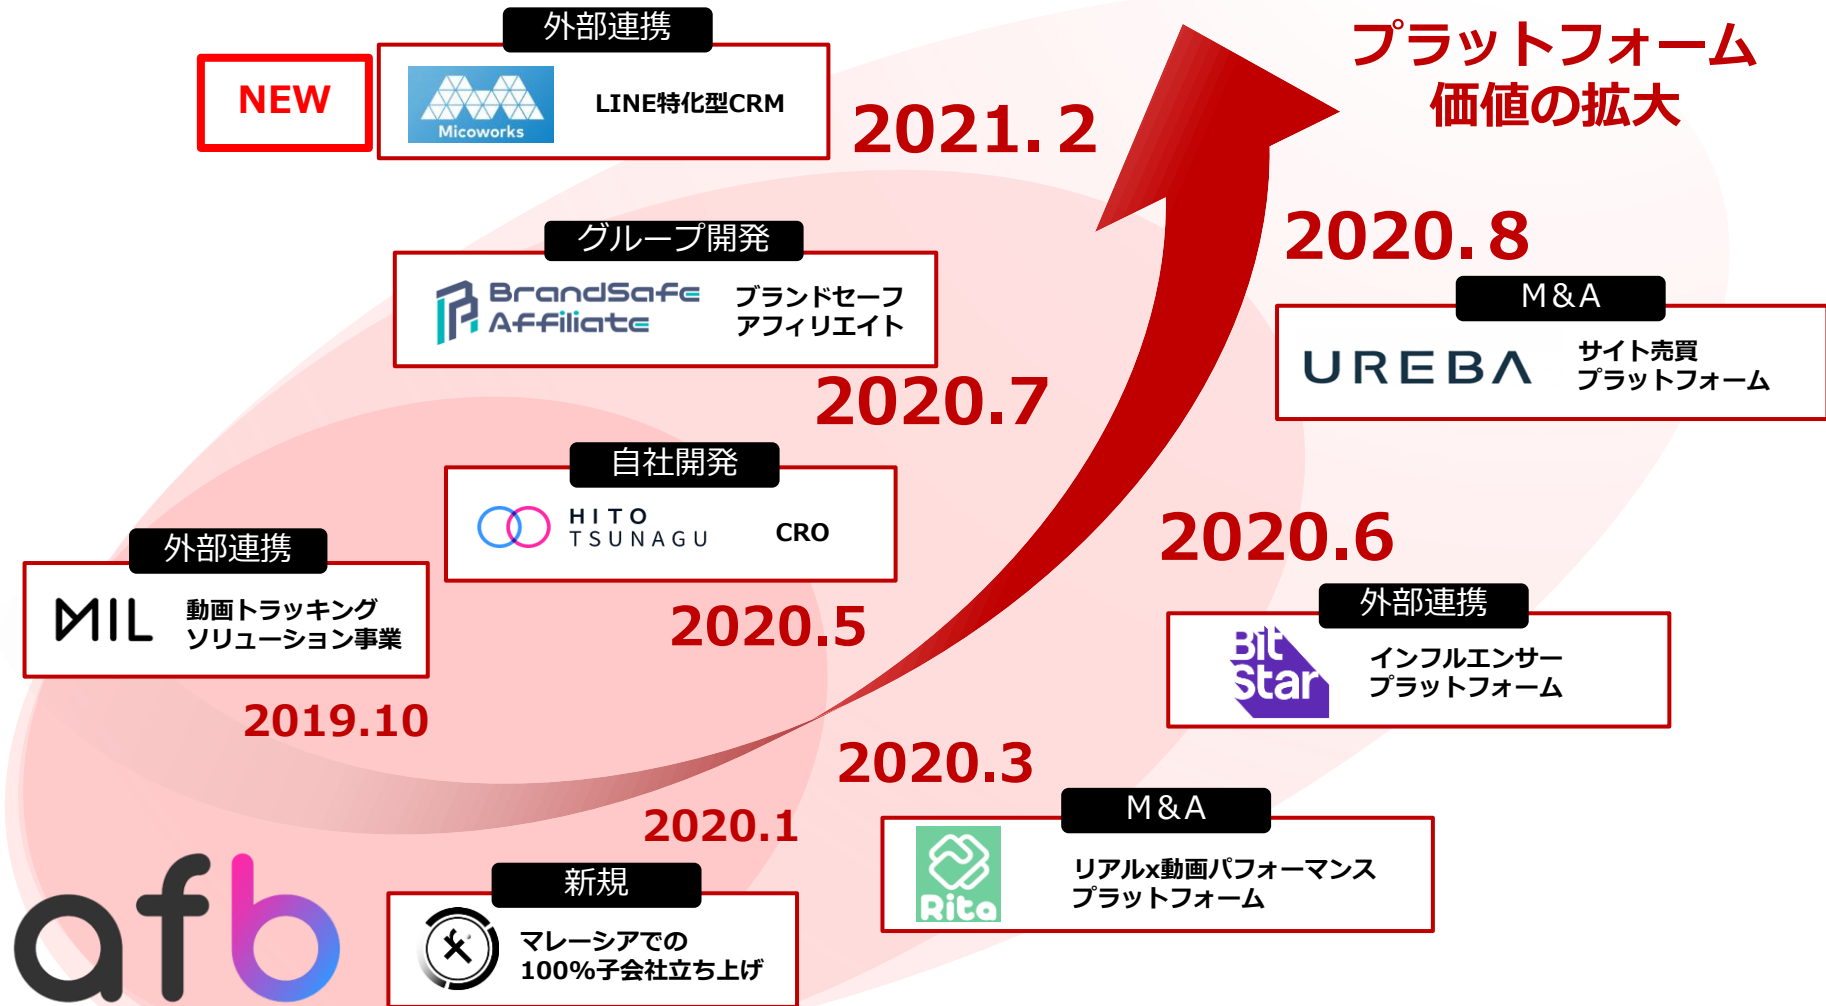 外部連携
NEW
Micoworks
LINE特化型CRM
2021. 2
プラットフォーム
価値の拡大
グループ開発
BrandSafe
Affiliate
ブランドセーフ
アフィリエイト
2020.7
2020. 8
M&A
UREBA
サイト売買
プラットフォーム
自社開発
HITO
TSUNAGU
CRO
2020.5
外部連携
MIL
動画トラッキング
ソリューション事業
2019.10
2020.6
外部連携
Bit
Star
インフルエンサー
プラットフォーム
2020.3
M&A
Rita
リアルx動画パフォーマンス
プラットフォーム
2020.1
新規
マレーシアでの
100%子会社立ち上げ
afb